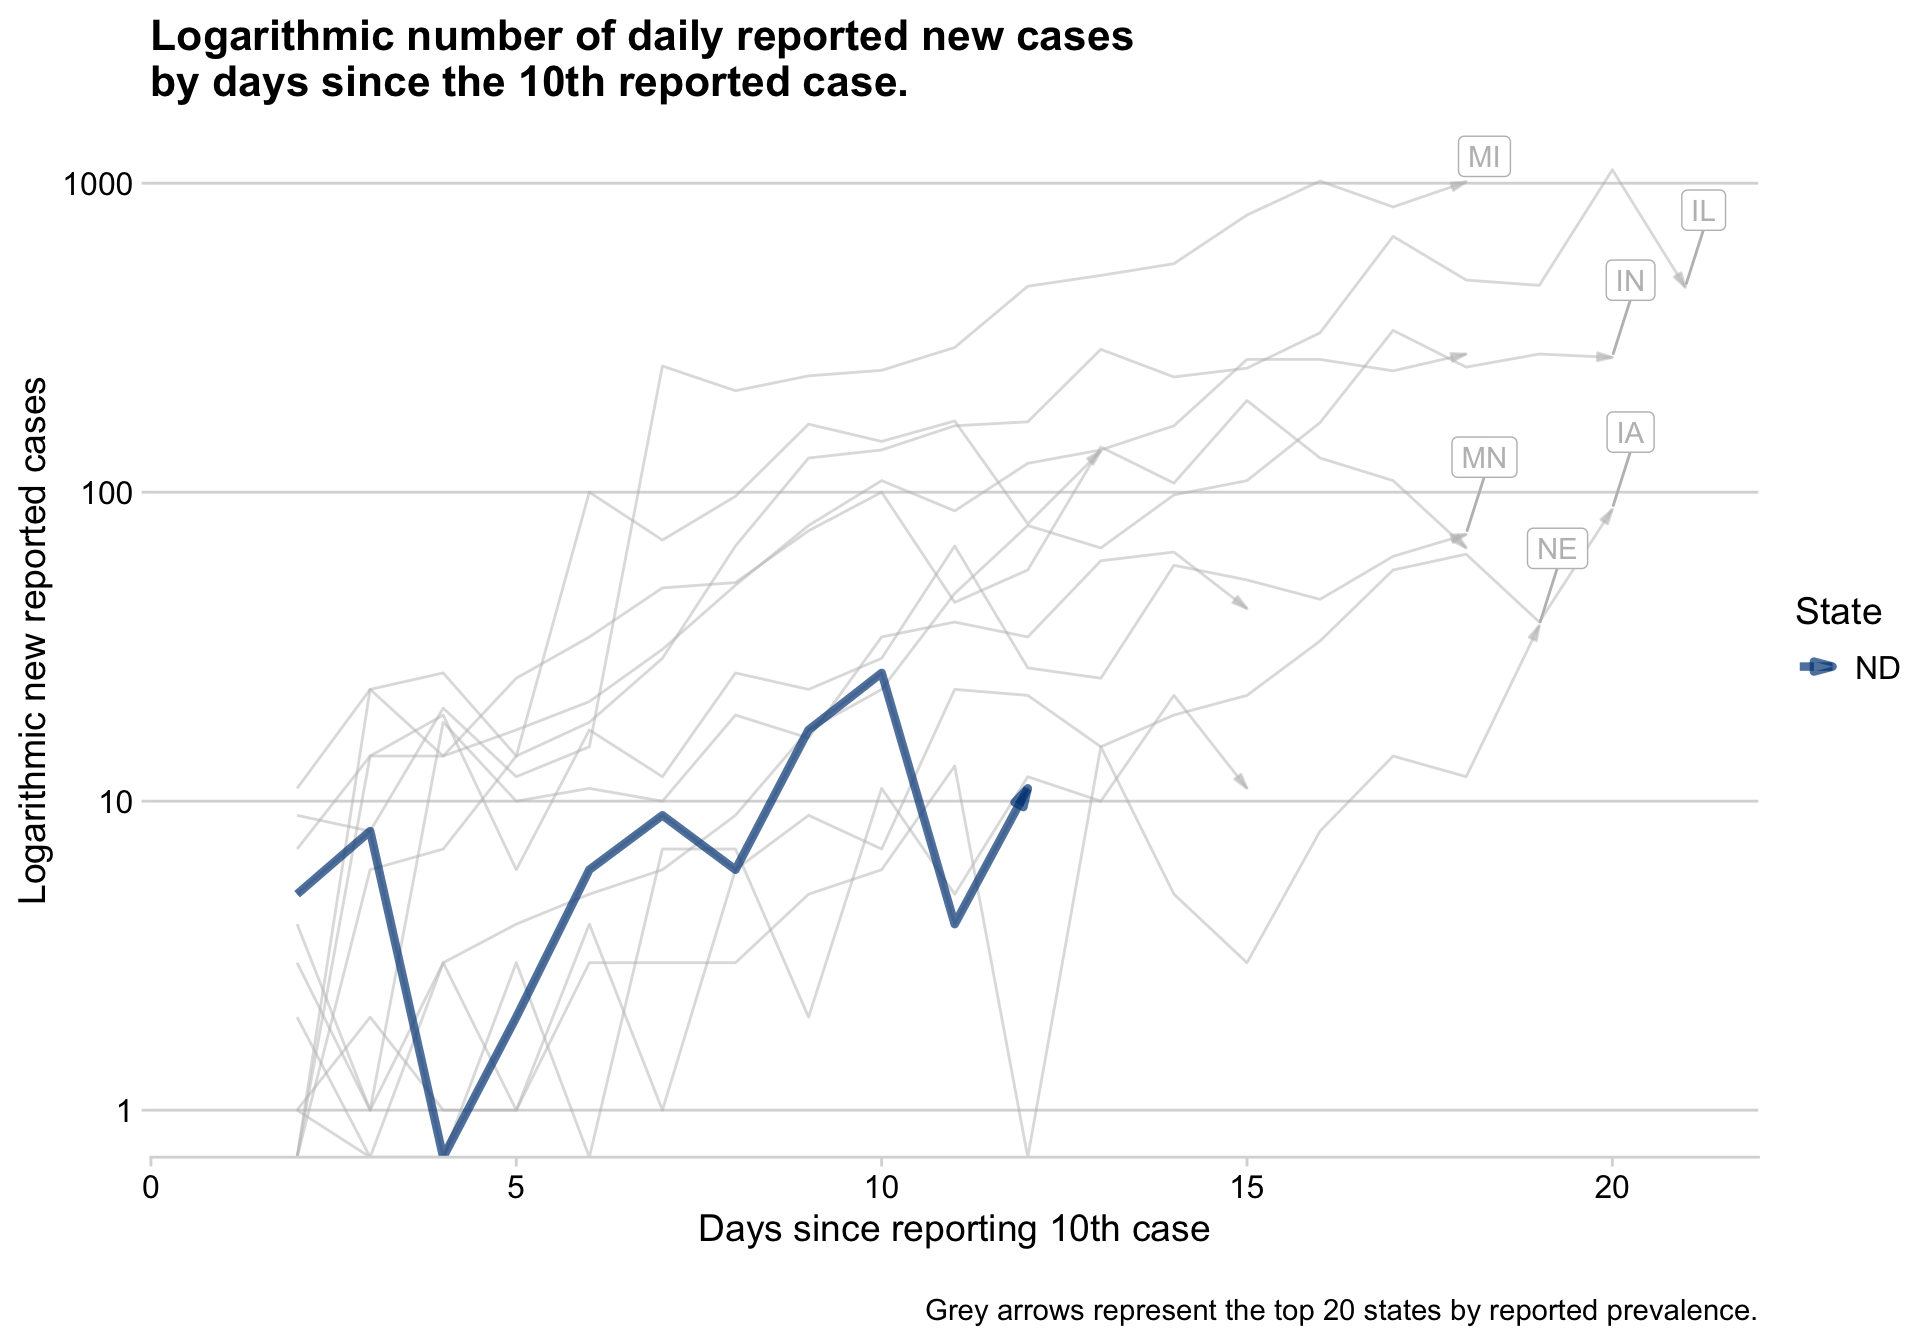 Logarithmic number of daily reported new cases
by days since the 10th reported case.
Logarithmic new reported cases
1000
100
10
1
MI
IL
IN
IA
MN
NE
State
ND
0
5
10
15
20
Days since reporting 10th case
Grey arrows represent the top 20 states by reported prevalence.